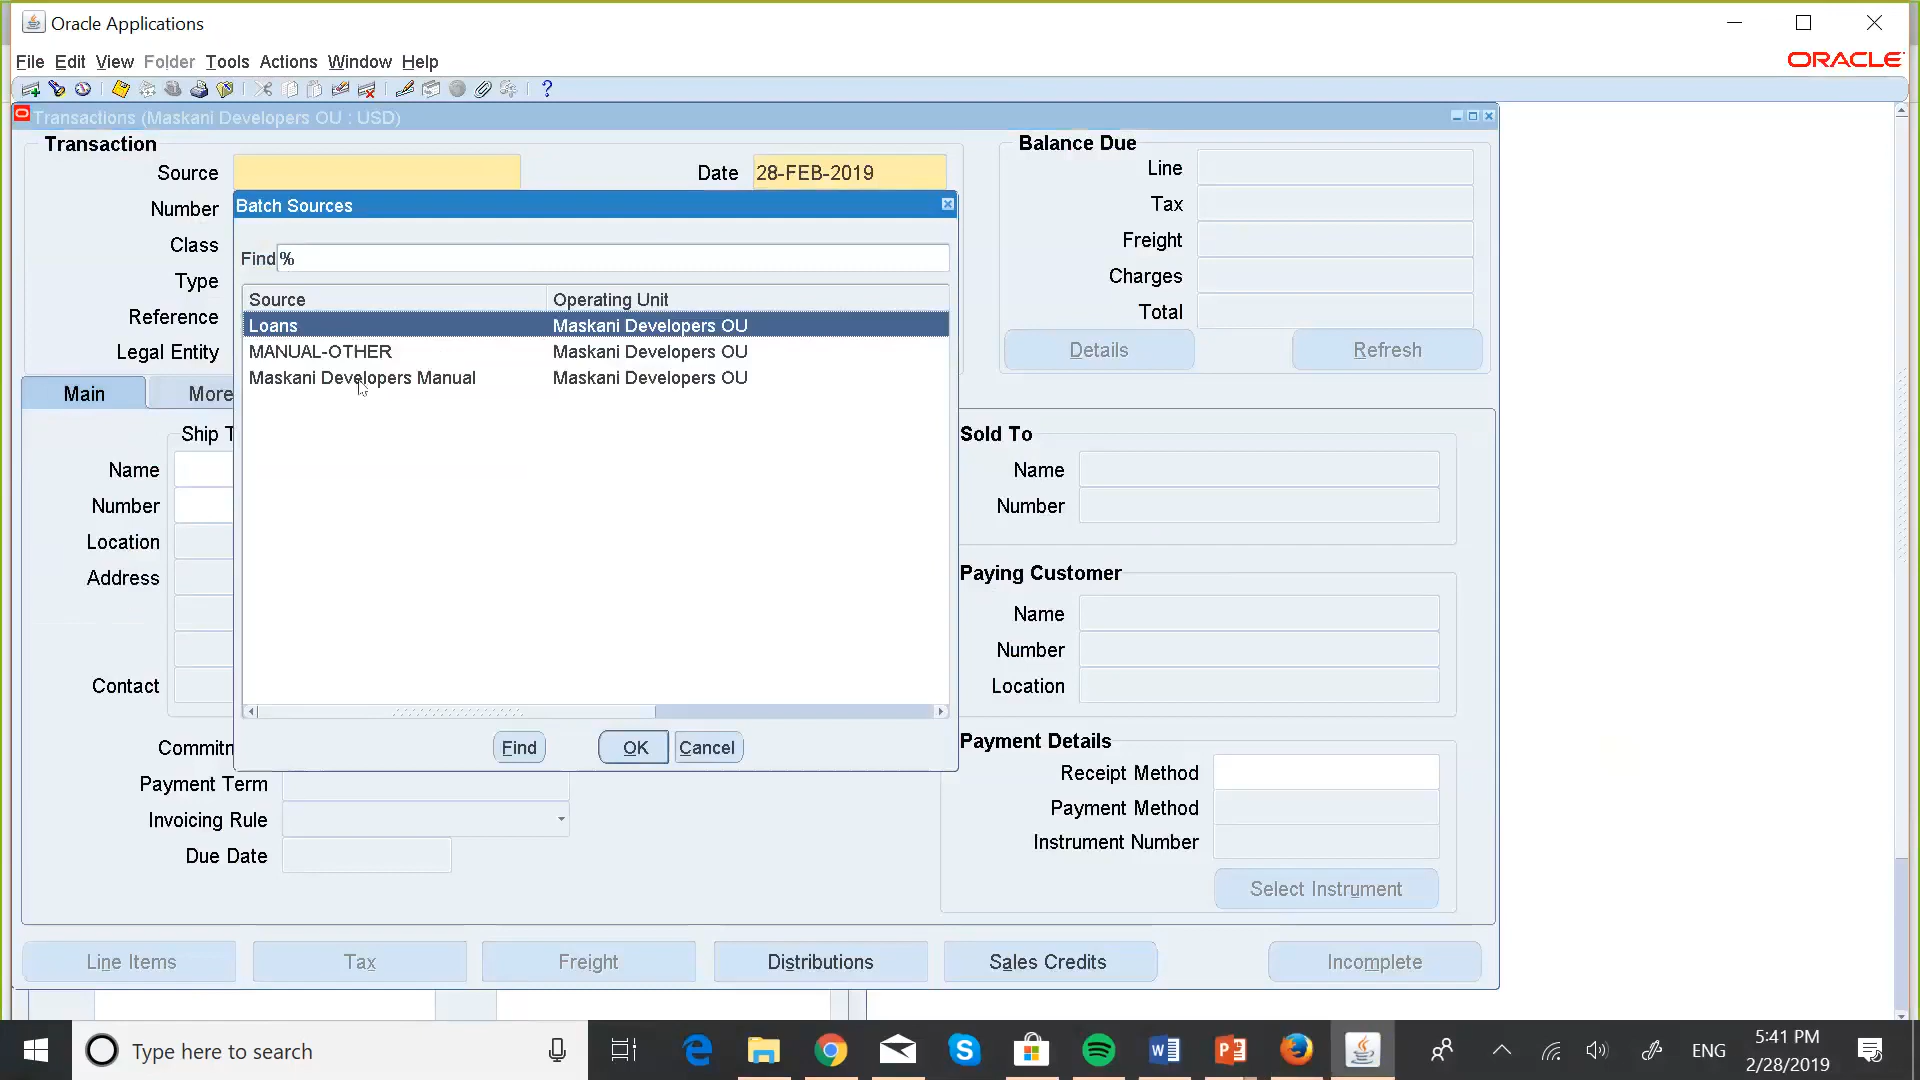 Oracle Applications
File Edit View Folder Tools Actions Window Help
ORACLE
Transactions (Maskani Developers OU : USD)
Transaction
Source
Date 28-FEB-2019
Number
Class
Type
Reference
Legal Entity
Batch Sources
Find %
Source Operating Unit
Loans Maskani Developers OU
MANUAL-OTHER Maskani Developers OU
Maskani Developers Manual Maskani Developers OU
Find OK Cancel
Balance Due
Line
Tax
Freight
Charges
Total
Details Refresh
Main More
Ship T
Name
Number
Location
Address
Contact
Commitn
Payment Term
Invoicing Rule
Due Date
Sold To
Name
Number
Paying Customer
Name
Number
Location
Payment Details
Receipt Method
Payment Method
Instrument Number
Select Instrument
Line Items Tax Freight Distributions Sales Credits Incomplete
Type here to search
ENG
5:41 PM
2/28/2019